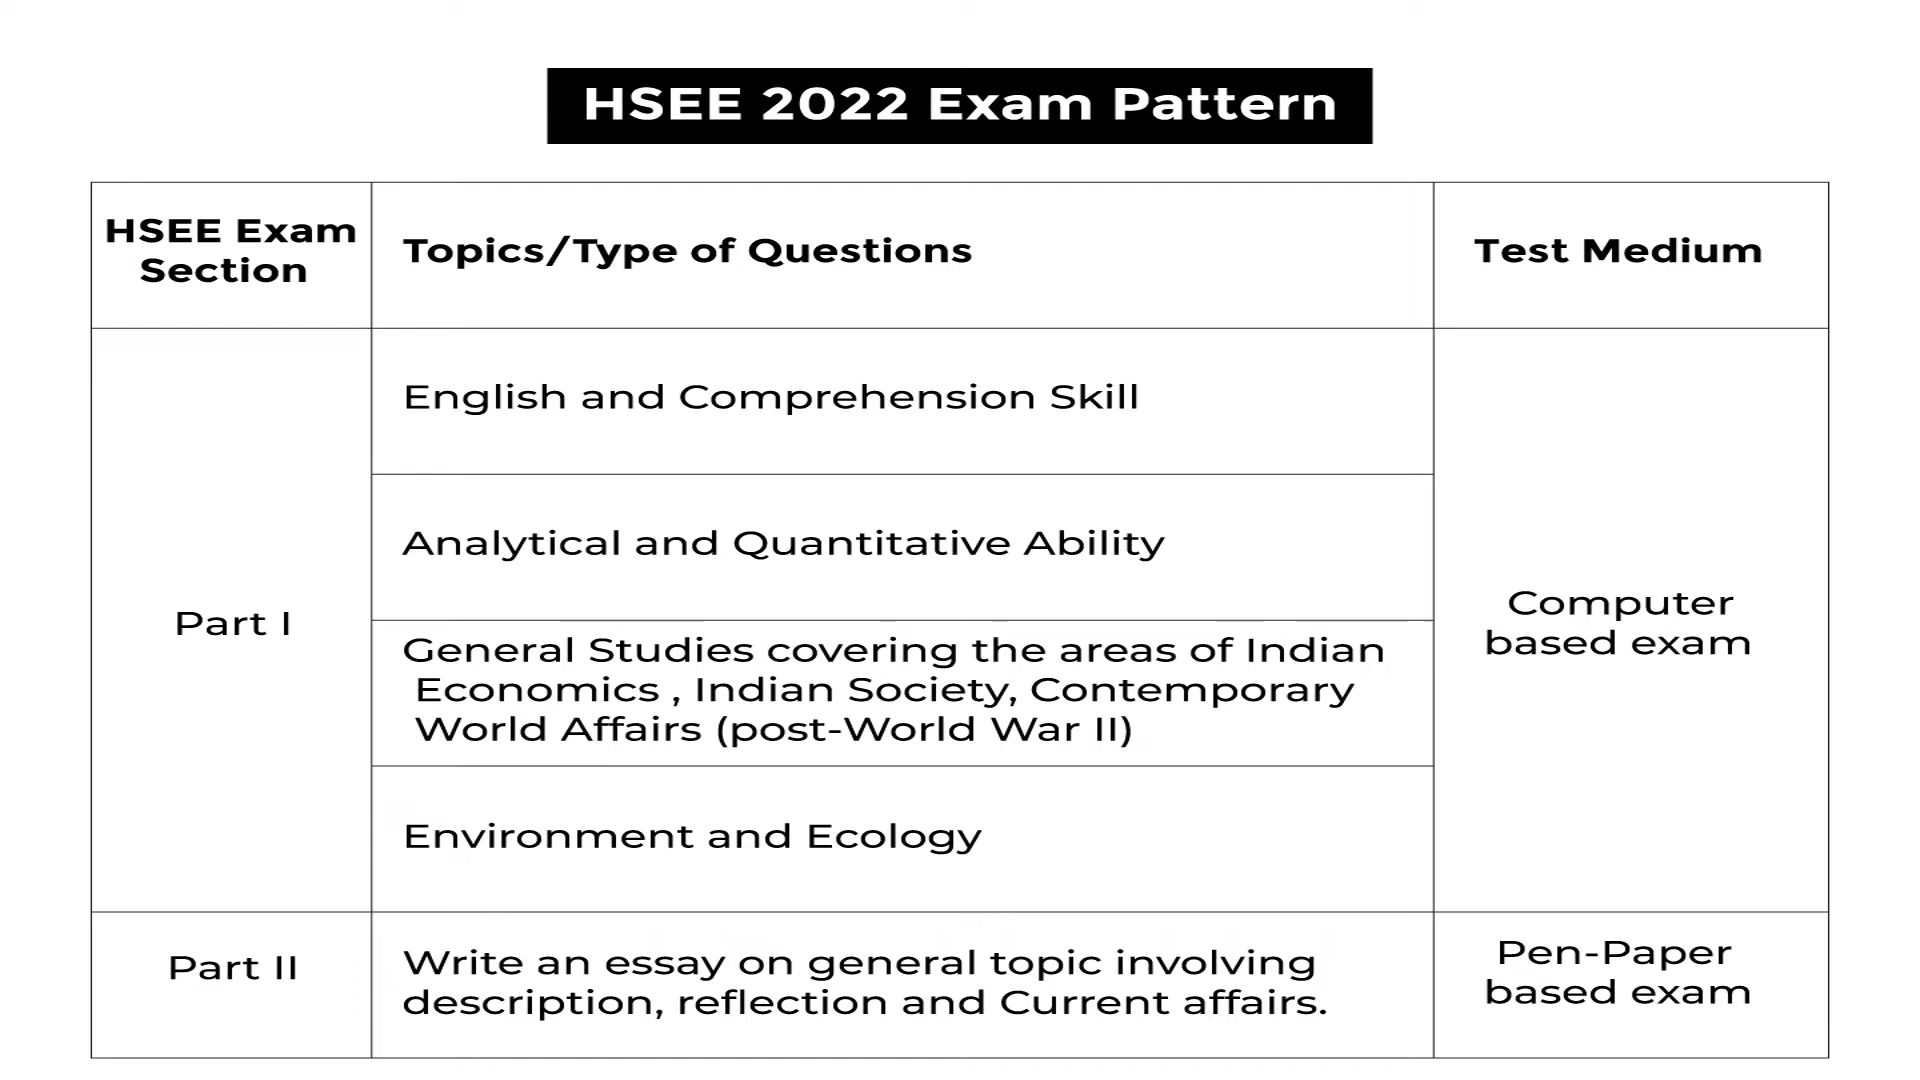 HSEE 2022 Exam Pattern
HSEE Exam
Section
Topics/Type of Questions
Test Medium
Part I
English and Comprehension Skill
Analytical and Quantitative Ability
General Studies covering the areas of Indian
Economics , Indian Society, Contemporary
World Affairs (post-World War II)
Environment and Ecology
Computer
based exam
Part II
Write an essay on general topic involving
description, reflection and Current affairs.
Pen-Paper
based exam